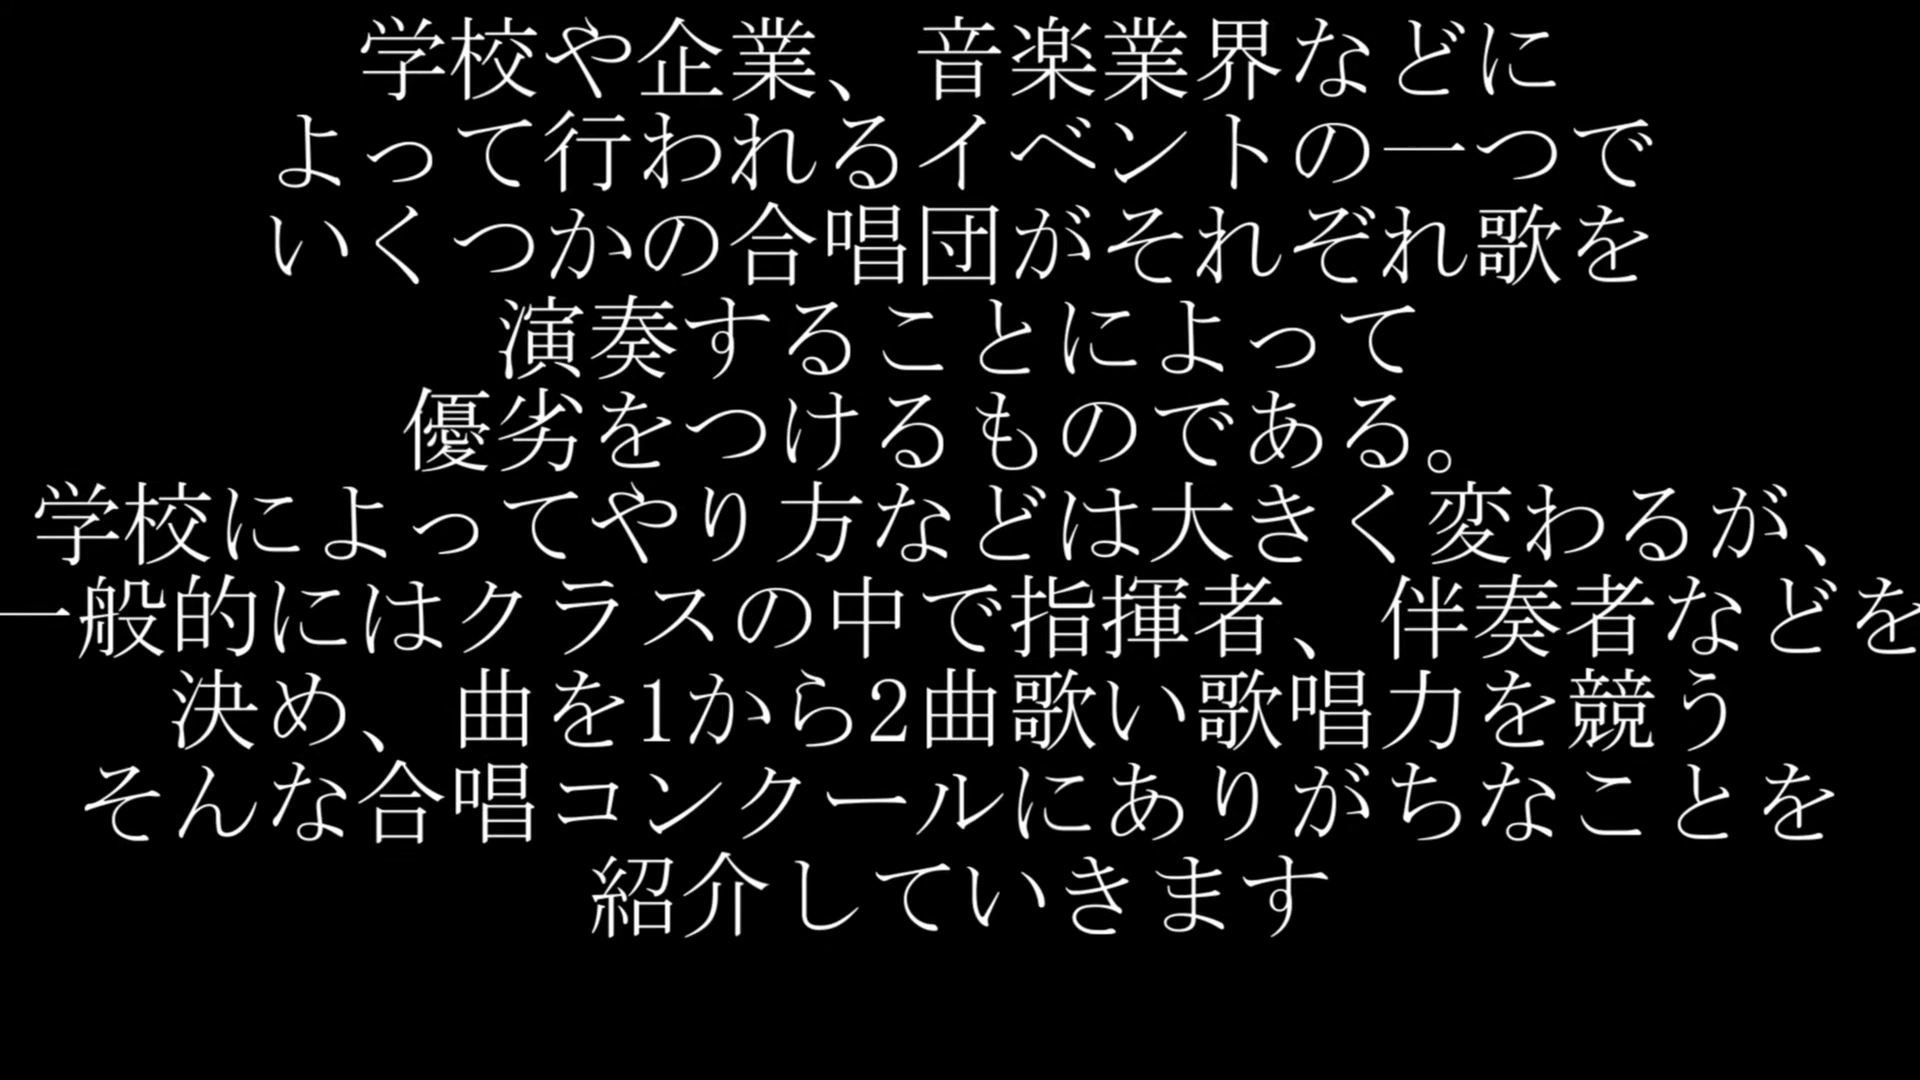 学校や企業、音楽業界などに
よって行われるイベントの一つで
いくつかの合唱団がそれぞれ歌を
演奏することによって
優劣をつけるものである。
学校によってやり方などは大きく変わるが、
一般的にはクラスの中で指揮者、伴奏者などを
決め、曲を1から2曲歌い歌唱力を競う
そんな合唱コンクールにありがちなことを
紹介していきます